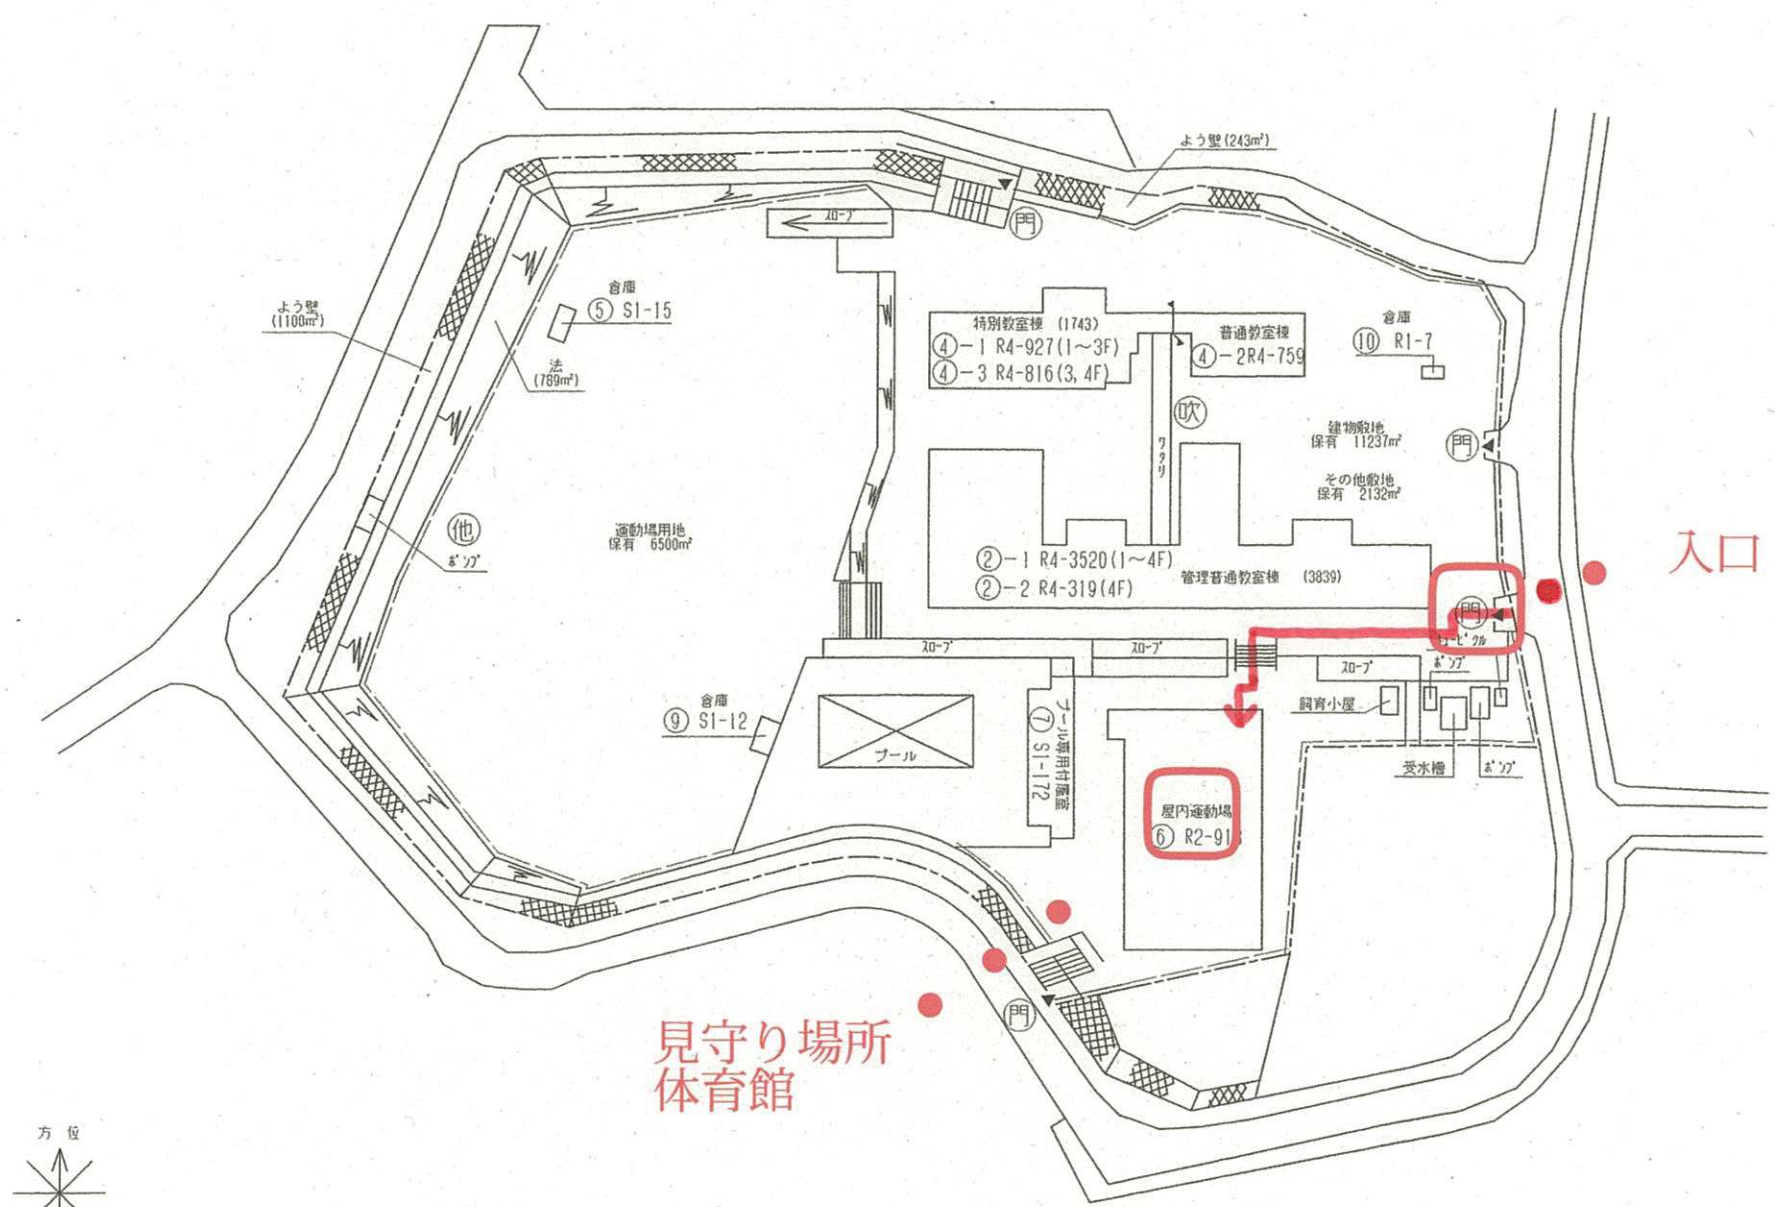 よう壁(243㎡)
スロープ
門
倉庫
⑤ S1-15
よう壁
(1100㎡)
法
(789㎡)
特別教室棟 (1743)
④-1 R4-927(1~3F)
④-3 R4-816(3,4F)
普通教室棟
④-2R4-759
倉庫
⑩ R1-7
吹
ワタリ
建物敷地
保有 11237㎡
その他敷地
保有 2132㎡
門
他
ポンプ
運動場用地
保有 6500㎡
②-1 R4-3520(1~4F)
②-2 R4-319(4F)
管理普通教室棟 (3839)
入口
門
スロープ
スロープ
スロープ
ポンプ
飼育小屋
受水槽
ポンプ
倉庫
⑨ S1-12
プール
プール専用付属室
⑦ S1-172
屋内運動場
⑥ R2-91
門
見守り場所
体育館
方位